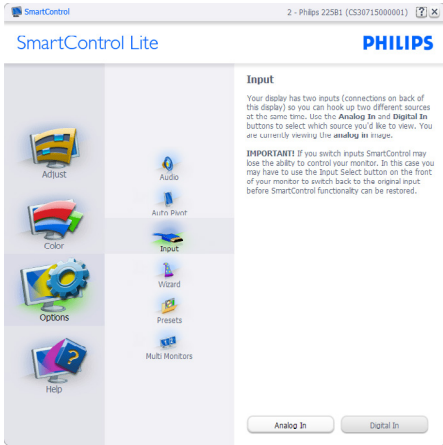 SmartControl
2 - Philips 225B1 (CS30715000001)
SmartControl Lite
PHILIPS
Adjust
Color
Options
Help
Audio
Auto Pivot
Input
Wizard
Presets
Multi Monitors
Input
Your display has two inputs (connections on back of
this display) so you can hook up two different sources
at the same time. Use the Analog In and Digital In
buttons to select which source you'd like to view. You
are currently viewing the analog in image.
IMPORTANT! If you switch inputs SmartControl may
lose the ability to control your monitor. In this case you
may have to use the Input Select button on the front
of your monitor to switch back to the original input
before SmartControl functionality can be restored.
Analog In
Digital In